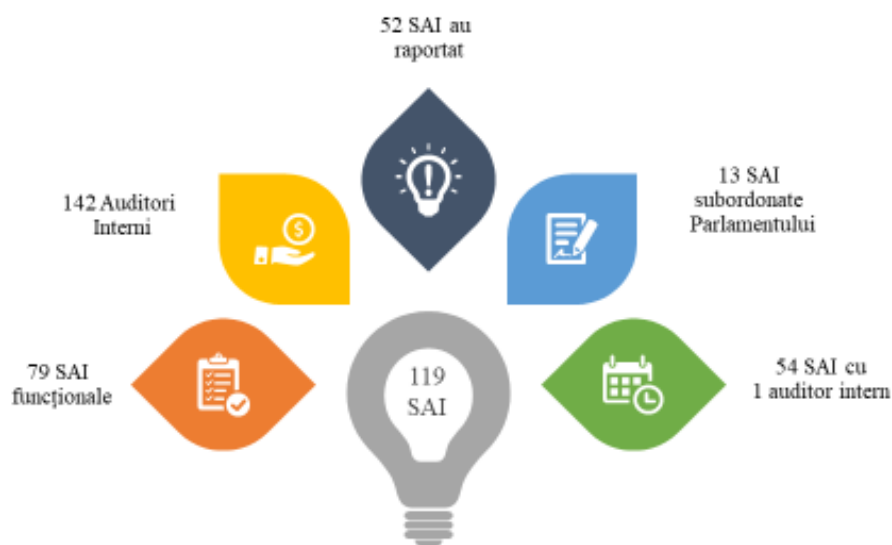 52 SAI au
raportat
142 Auditori
Interni
13 SAI
subordonate
Parlamentului
79 SAI
funcționale
119
SAI
54 SAI cu
1 auditor intern